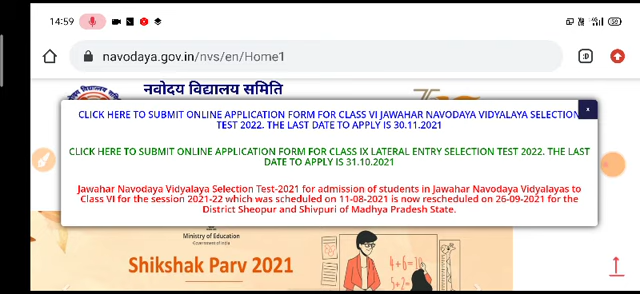 14:59
navodaya.gov.in/nvs/en/Home1
:D
नवोदय विद्यालय समिति
x
CLICK HERE TO SUBMIT ONLINE APPLICATION FORM FOR CLASS VI JAWAHAR NAVODAYA VIDYALAYA SELECTION
TEST 2022. THE LAST DATE TO APPLY IS 30.11.2021
CLICK HERE TO SUBMIT ONLINE APPLICATION FORM FOR CLASS IX LATERAL ENTRY SELECTION TEST 2022. THE LAST
DATE TO APPLY IS 31.10.2021
Jawahar Navodaya Vidyalaya Selection Test-2021 for admission of students in Jawahar Navodaya Vidyalayas to
Class VI for the session 2021-22 which was scheduled on 11-08-2021 is now rescheduled on 26-09-2021 for the
District Sheopur and Shivpuri of Madhya Pradesh State.
Ministry of Education
Government of India
Shikshak Parv 2021